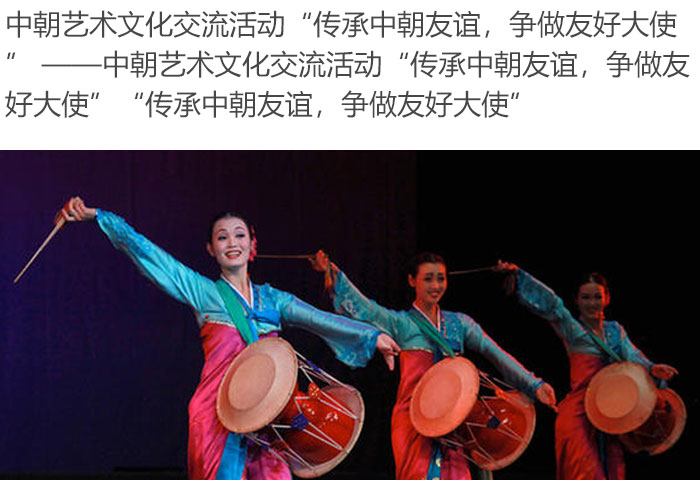 中朝艺术文化交流活动“传承中朝友谊，争做友好大使
” ——中朝艺术文化交流活动“传承中朝友谊，争做友
好大使” “传承中朝友谊，争做友好大使”